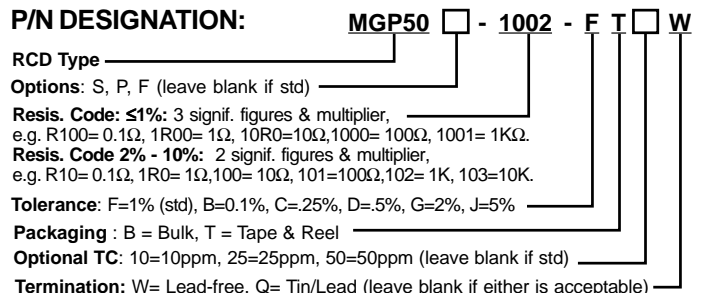 P/N DESIGNATION: MGP50 □ - 1002 - F T □ W
RCD Type
Options: S, P, F (leave blank if std)
Resis. Code: ≤1%: 3 signif. figures & multiplier,
e.g. R100= 0.1Ω, 1R00= 1Ω, 10R0=10Ω,1000= 100Ω, 1001= 1KΩ.
Resis. Code 2% - 10%: 2 signif. figures & multiplier,
e.g. R10= 0.1Ω, 1R0= 1Ω,100= 10Ω, 101=100Ω,102= 1K, 103=10K.
Tolerance: F=1% (std), B=0.1%, C=.25%, D=.5%, G=2%, J=5%
Packaging : B = Bulk, T = Tape & Reel
Optional TC: 10=10ppm, 25=25ppm, 50=50ppm (leave blank if std)
Termination: W= Lead-free, Q= Tin/Lead (leave blank if either is acceptable)